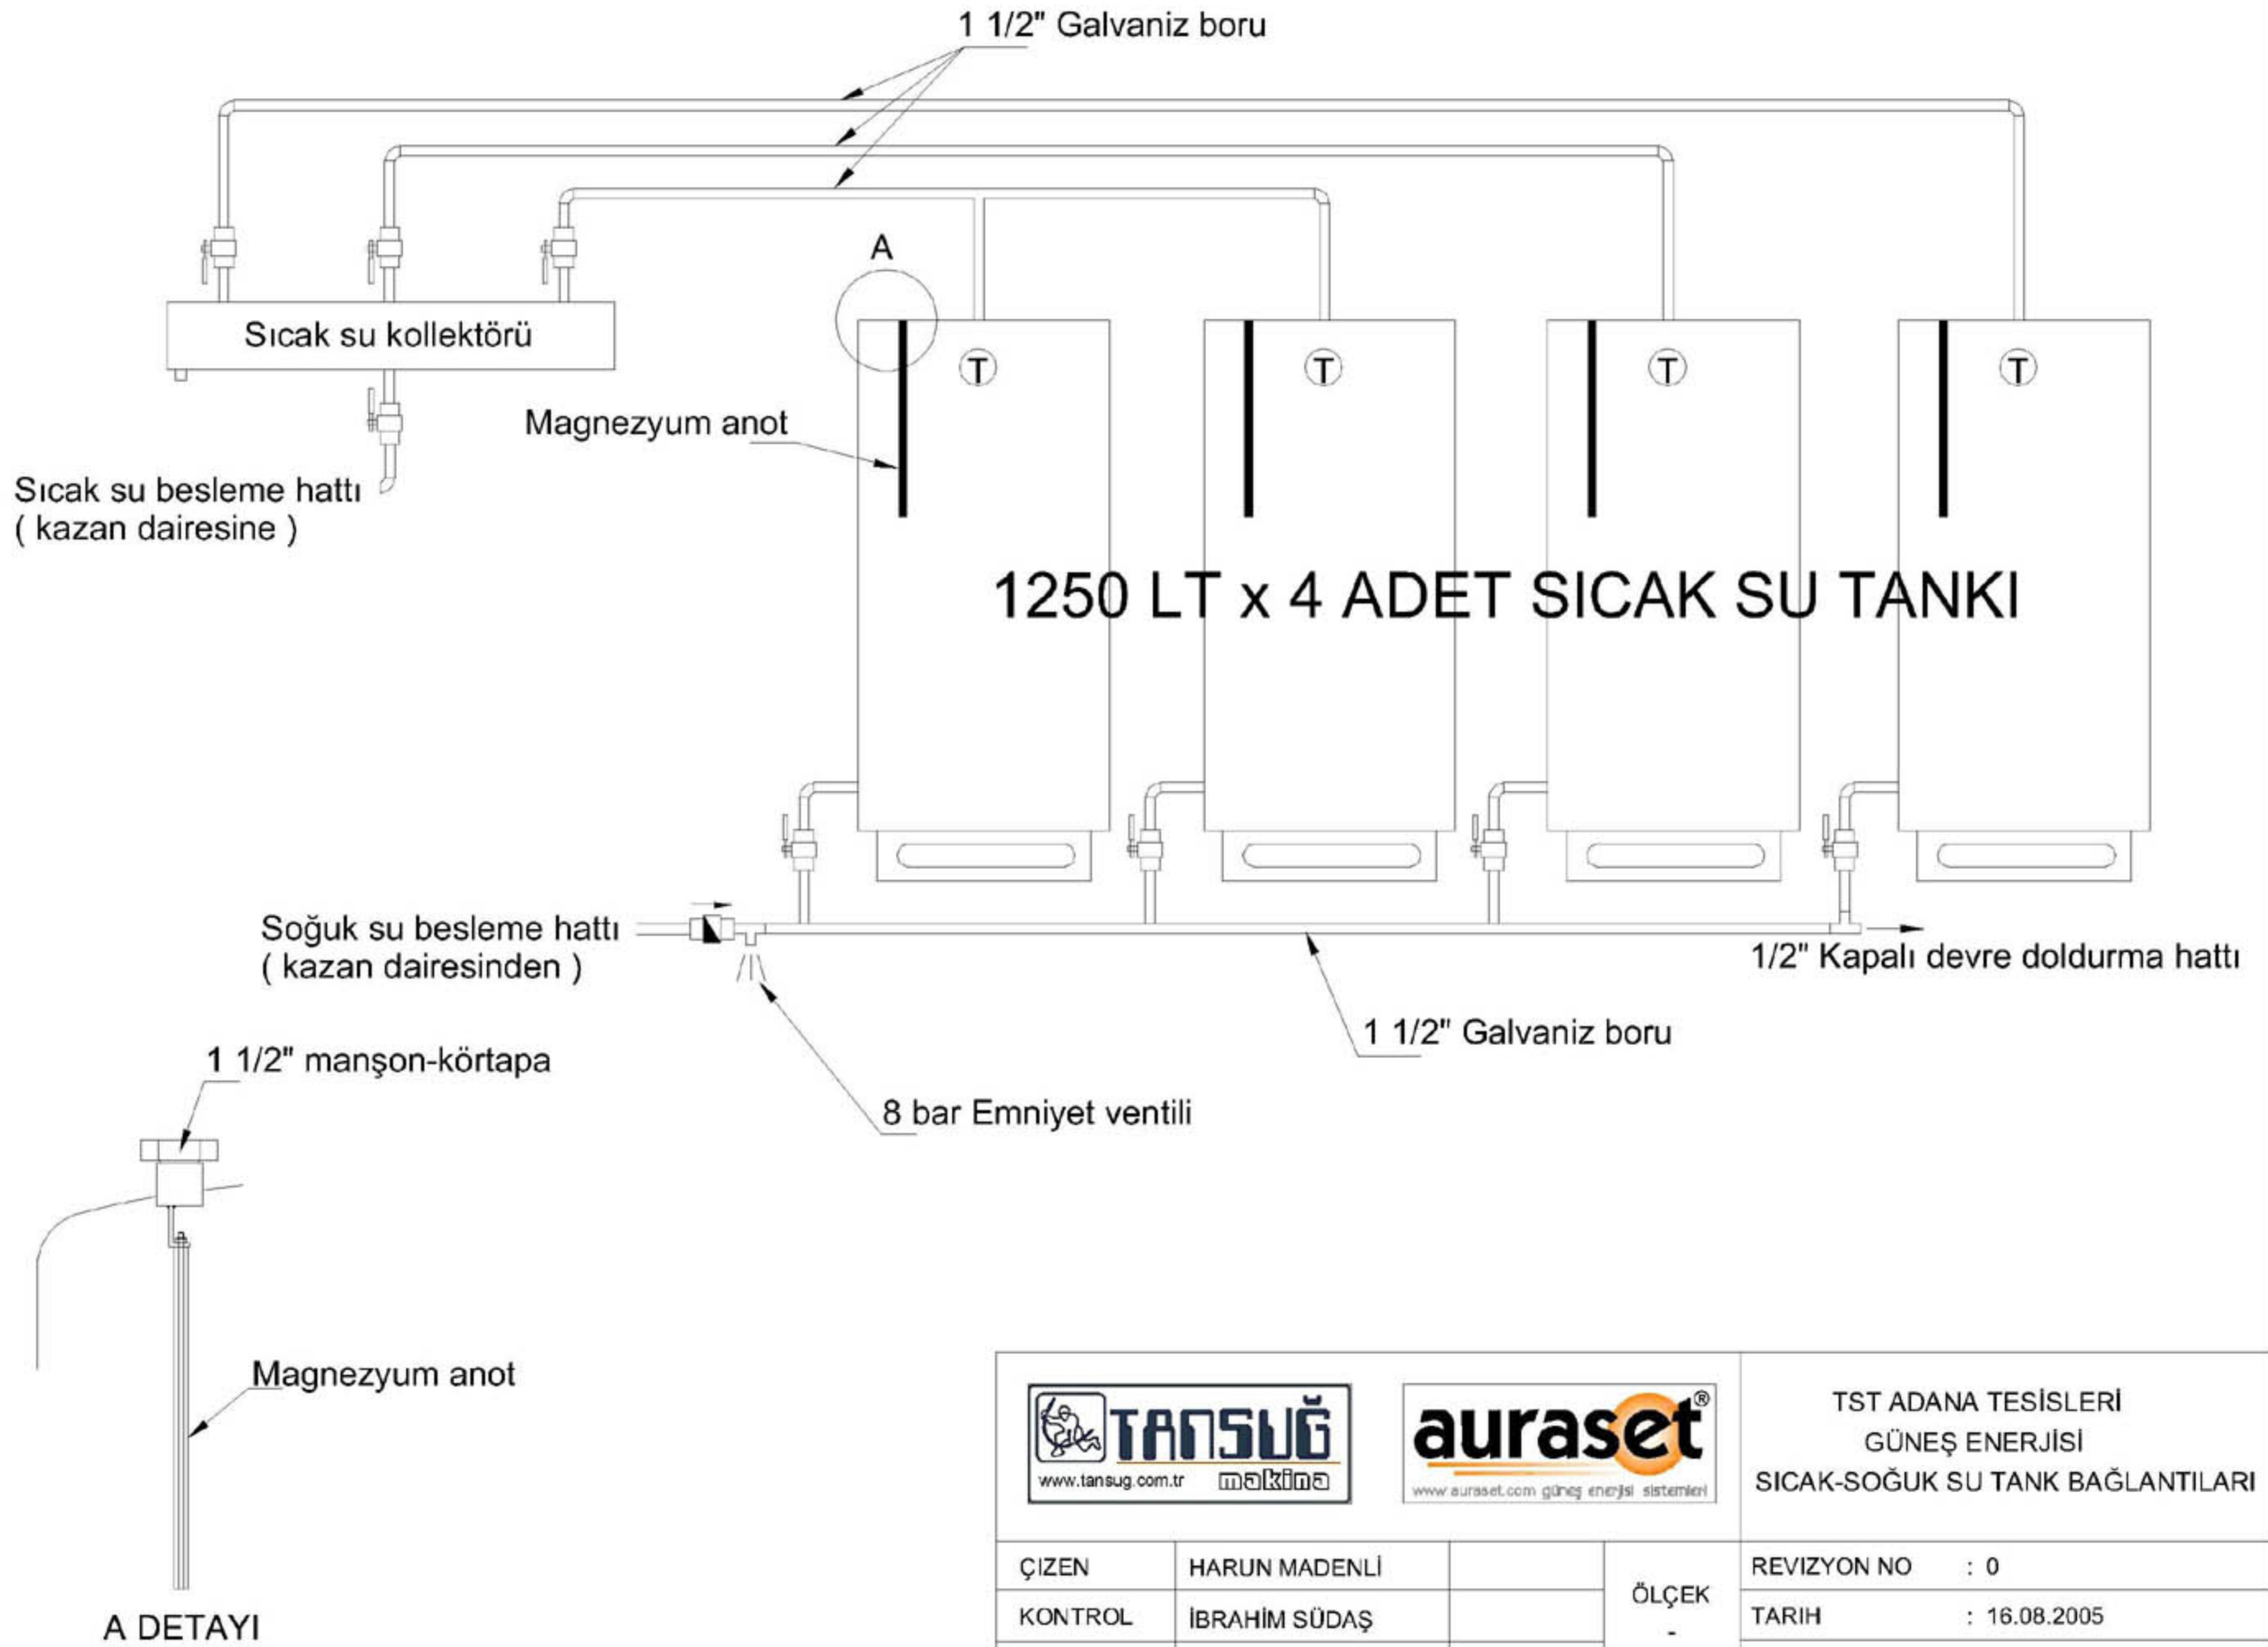 1 1/2" Galvaniz boru
A
Sıcak su kollektörü
T
T
T
T
Magnezyum anot
Sıcak su besleme hattı
( kazan dairesine )
1250 LT x 4 ADET SICAK SU TANKI
Soğuk su besleme hattı
( kazan dairesinden )
1/2" Kapalı devre doldurma hattı
1 1/2" Galvaniz boru
1 1/2" manşon-körtapa
8 bar Emniyet ventili
Magnezyum anot
A DETAYI
TANSUĞ
www.tansug.com.tr makina
auraset®
www.auraset.com güneş enerjisi sistemleri
TST ADANA TESİSLERİ
GÜNEŞ ENERJİSİ
SICAK-SOĞUK SU TANK BAĞLANTILARI
ÇIZEN HARUN MADENLİ
KONTROL İBRAHİM SÜDAŞ
ÖLÇEK
-
REVIZYON NO : 0
TARIH : 16.08.2005